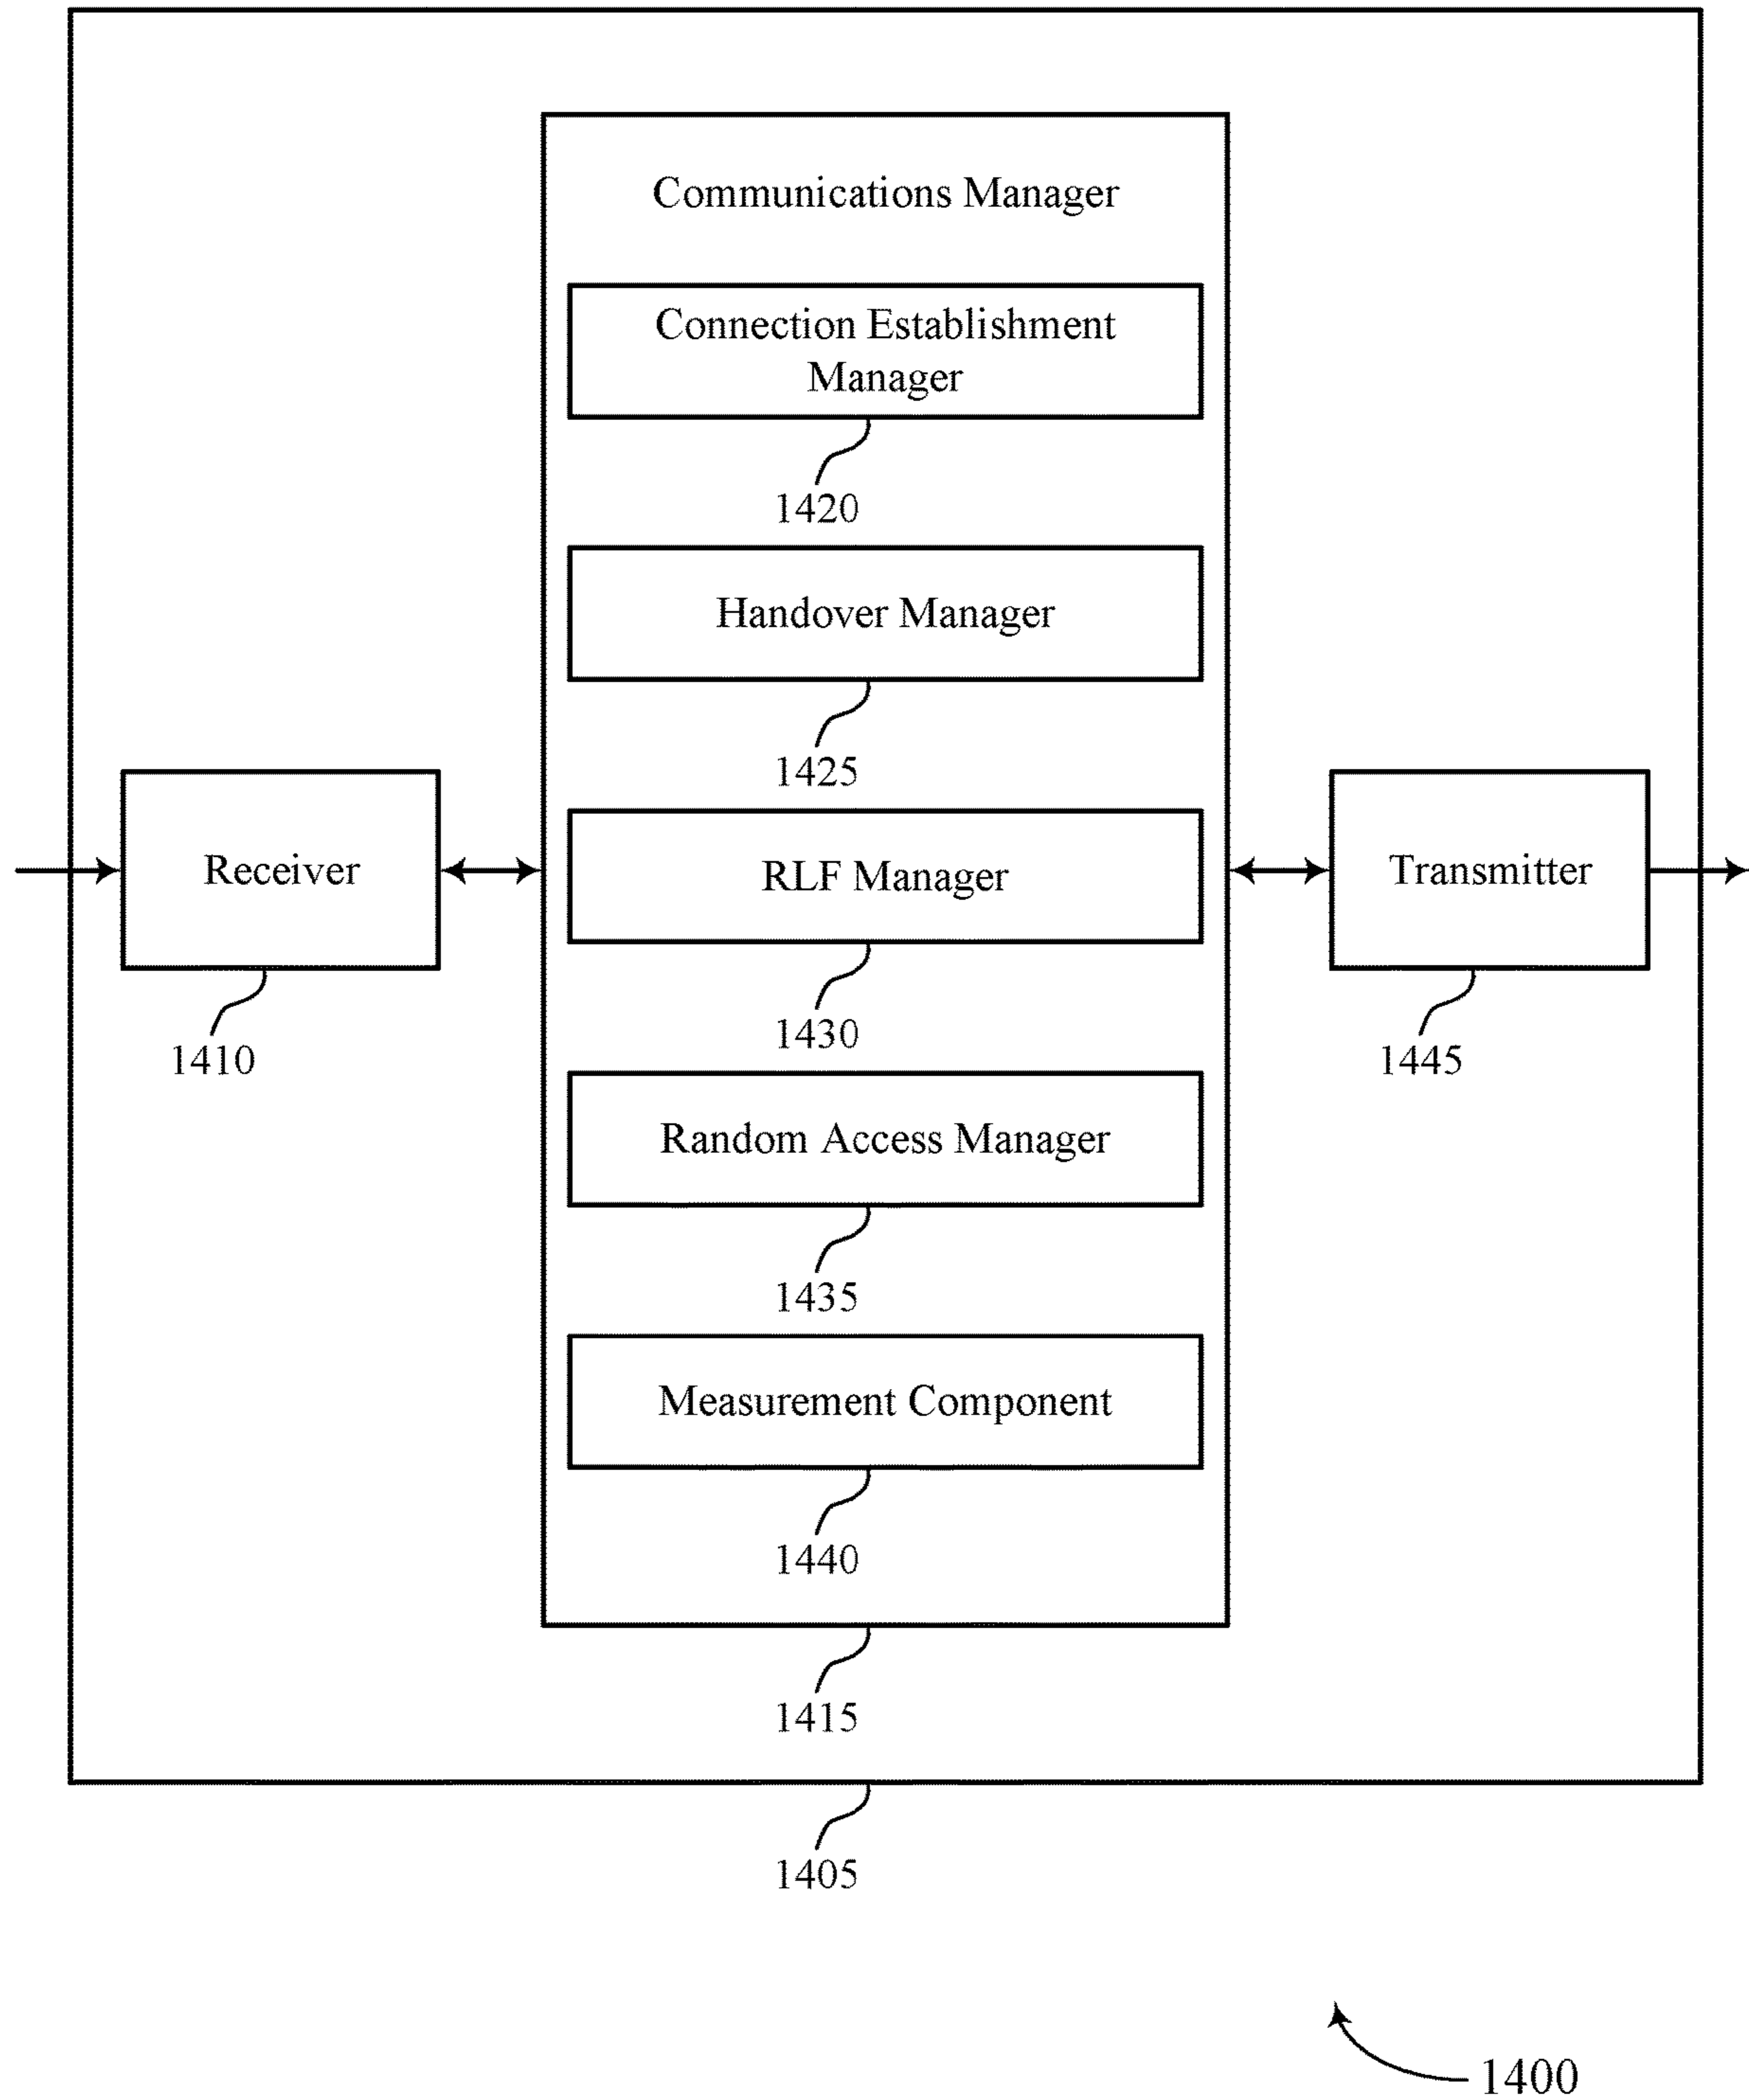 Communications Manager
Connection Establishment
Manager
1420
Handover Manager
1425
Receiver
1410
RLF Manager
1430
Transmitter
1445
Random Access Manager
1435
Measurement Component
1440
1415
1405
1400